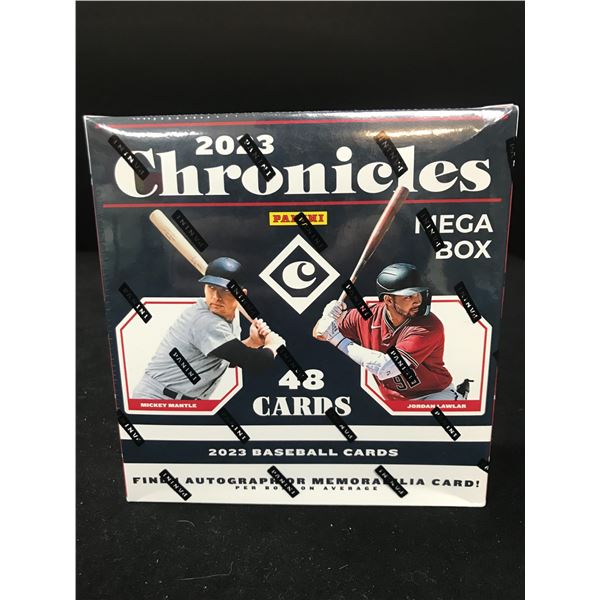 2023
Chronicles
PANINI
MEGA
BOX
C
48
CARDS
MICKEY MANTLE
JORDAN LAWLAR
2023 BASEBALL CARDS
FIND 1 AUTOGRAPH OR MEMORABILIA CARD!
PER BOX ON AVERAGE
PANINI